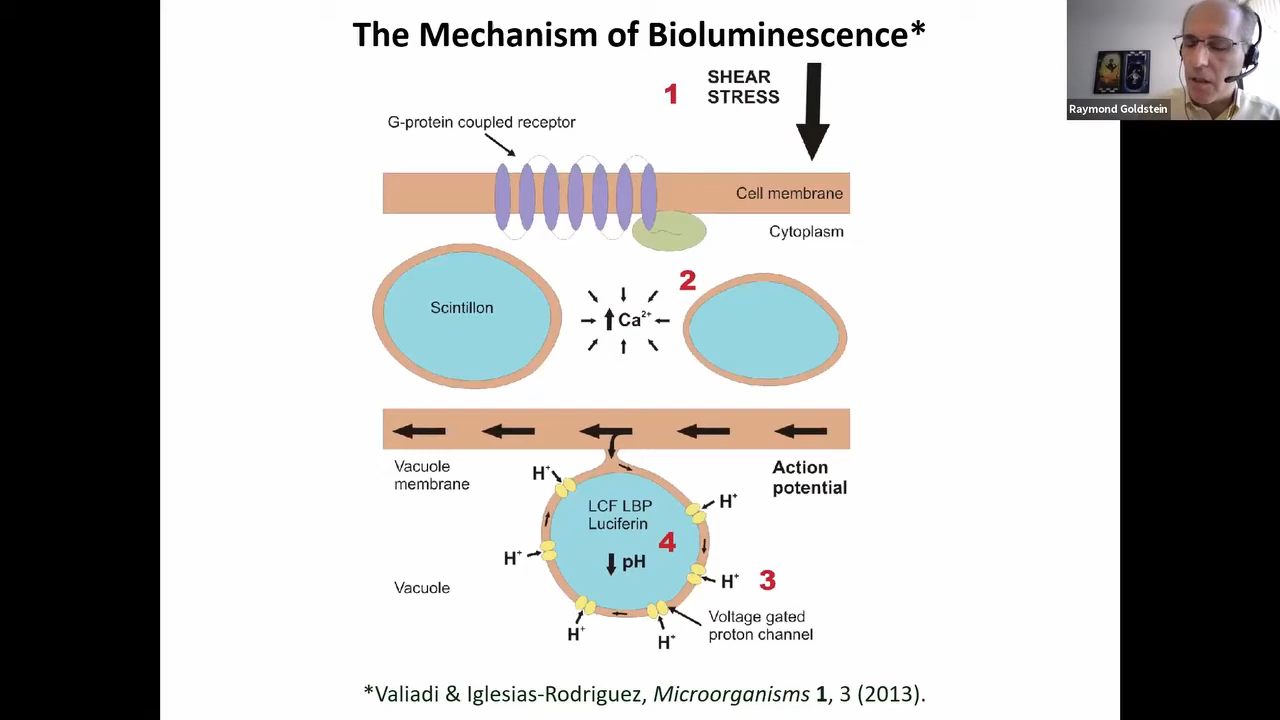 The Mechanism of Bioluminescence*
Raymond Goldstein
1
SHEAR
STRESS
G-protein coupled receptor
Cell membrane
Cytoplasm
2
Scintillon
Ca²⁺
Vacuole
membrane
Action
potential
H⁺
H⁺
LCF LBP
Luciferin
4
pH
H⁺
H⁺
3
Vacuole
Voltage gated
proton channel
H⁺
H⁺
*Valiadi & Iglesias-Rodriguez, Microorganisms 1, 3 (2013).